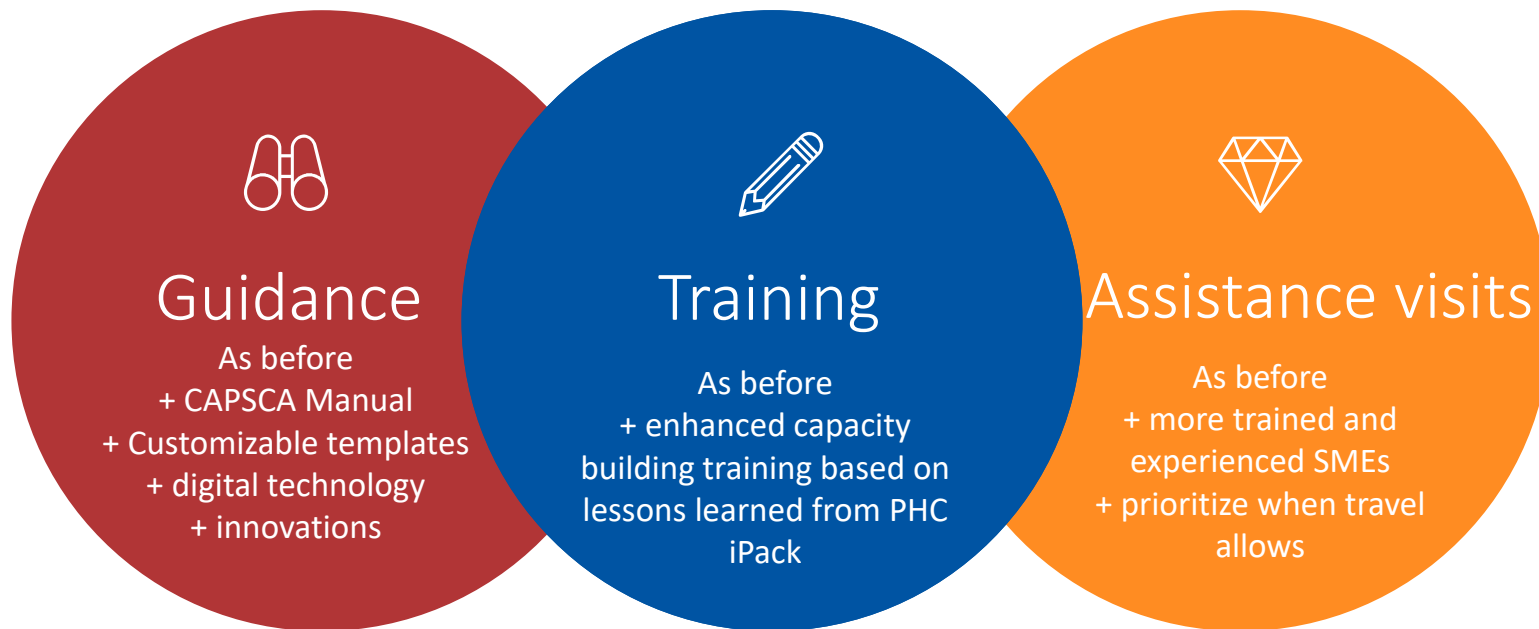 Guidance
As before
+ CAPSCA Manual
+ Customizable templates
+ digital technology
+ innovations
Training
As before
+ enhanced capacity
building training based on
lessons learned from PHC
iPack
Assistance visits
As before
+ more trained and
experienced SMEs
+ prioritize when travel
allows